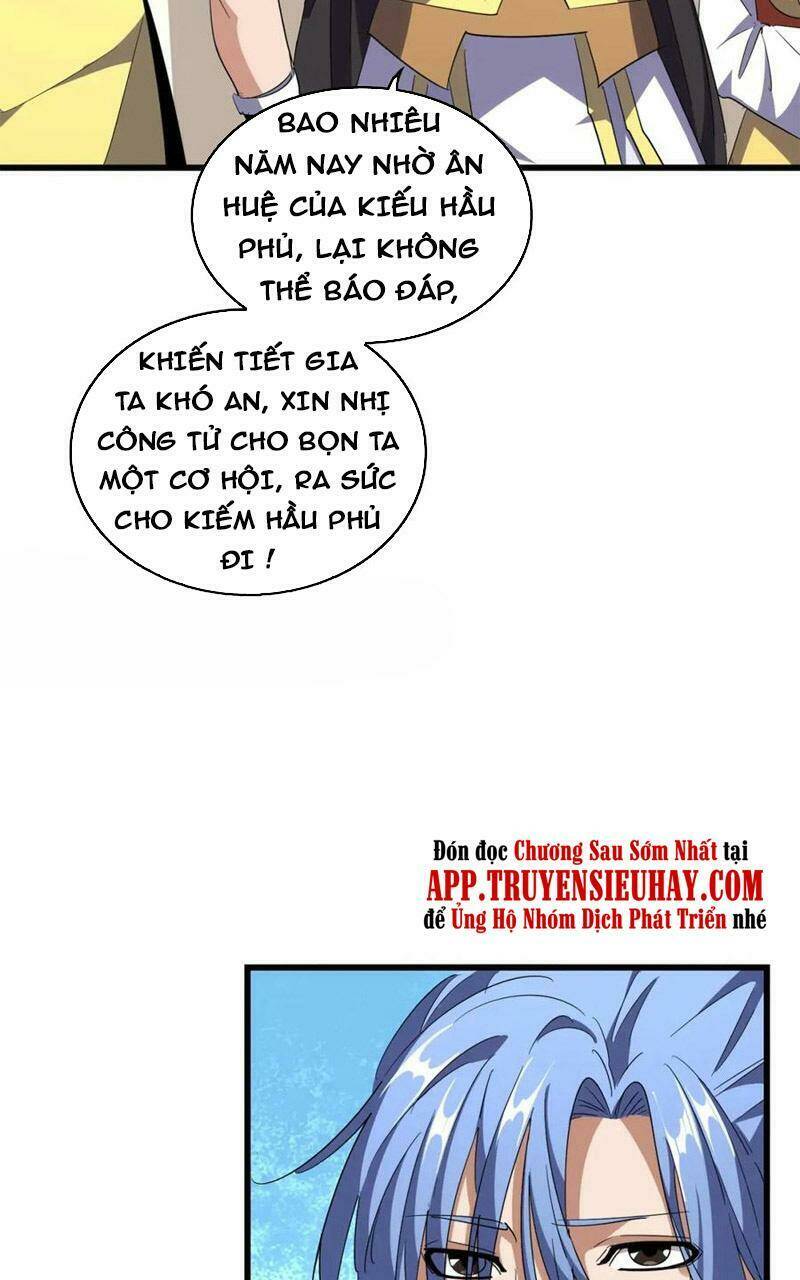 BAO NHIÊU
NĂM NAY NHỜ ÂN
HUỆ CỦA KIẾU HẦU
PHỦ, LẠI KHÔNG
THỂ BÁO ĐÁP,
KHIẾN TIẾT GIA
TA KHÓ AN, XIN NHỊ
CÔNG TỬ CHO BỌN TA
MỘT CƠ HỘI, RA SỨC
CHO KIẾM HẦU PHỦ
ĐI !
Đón đọc Chương Sau Sớm Nhất tại
APP.TRUYENSIEUHAY.COM
để Ủng Hộ Nhóm Dịch Phát Triển nhé